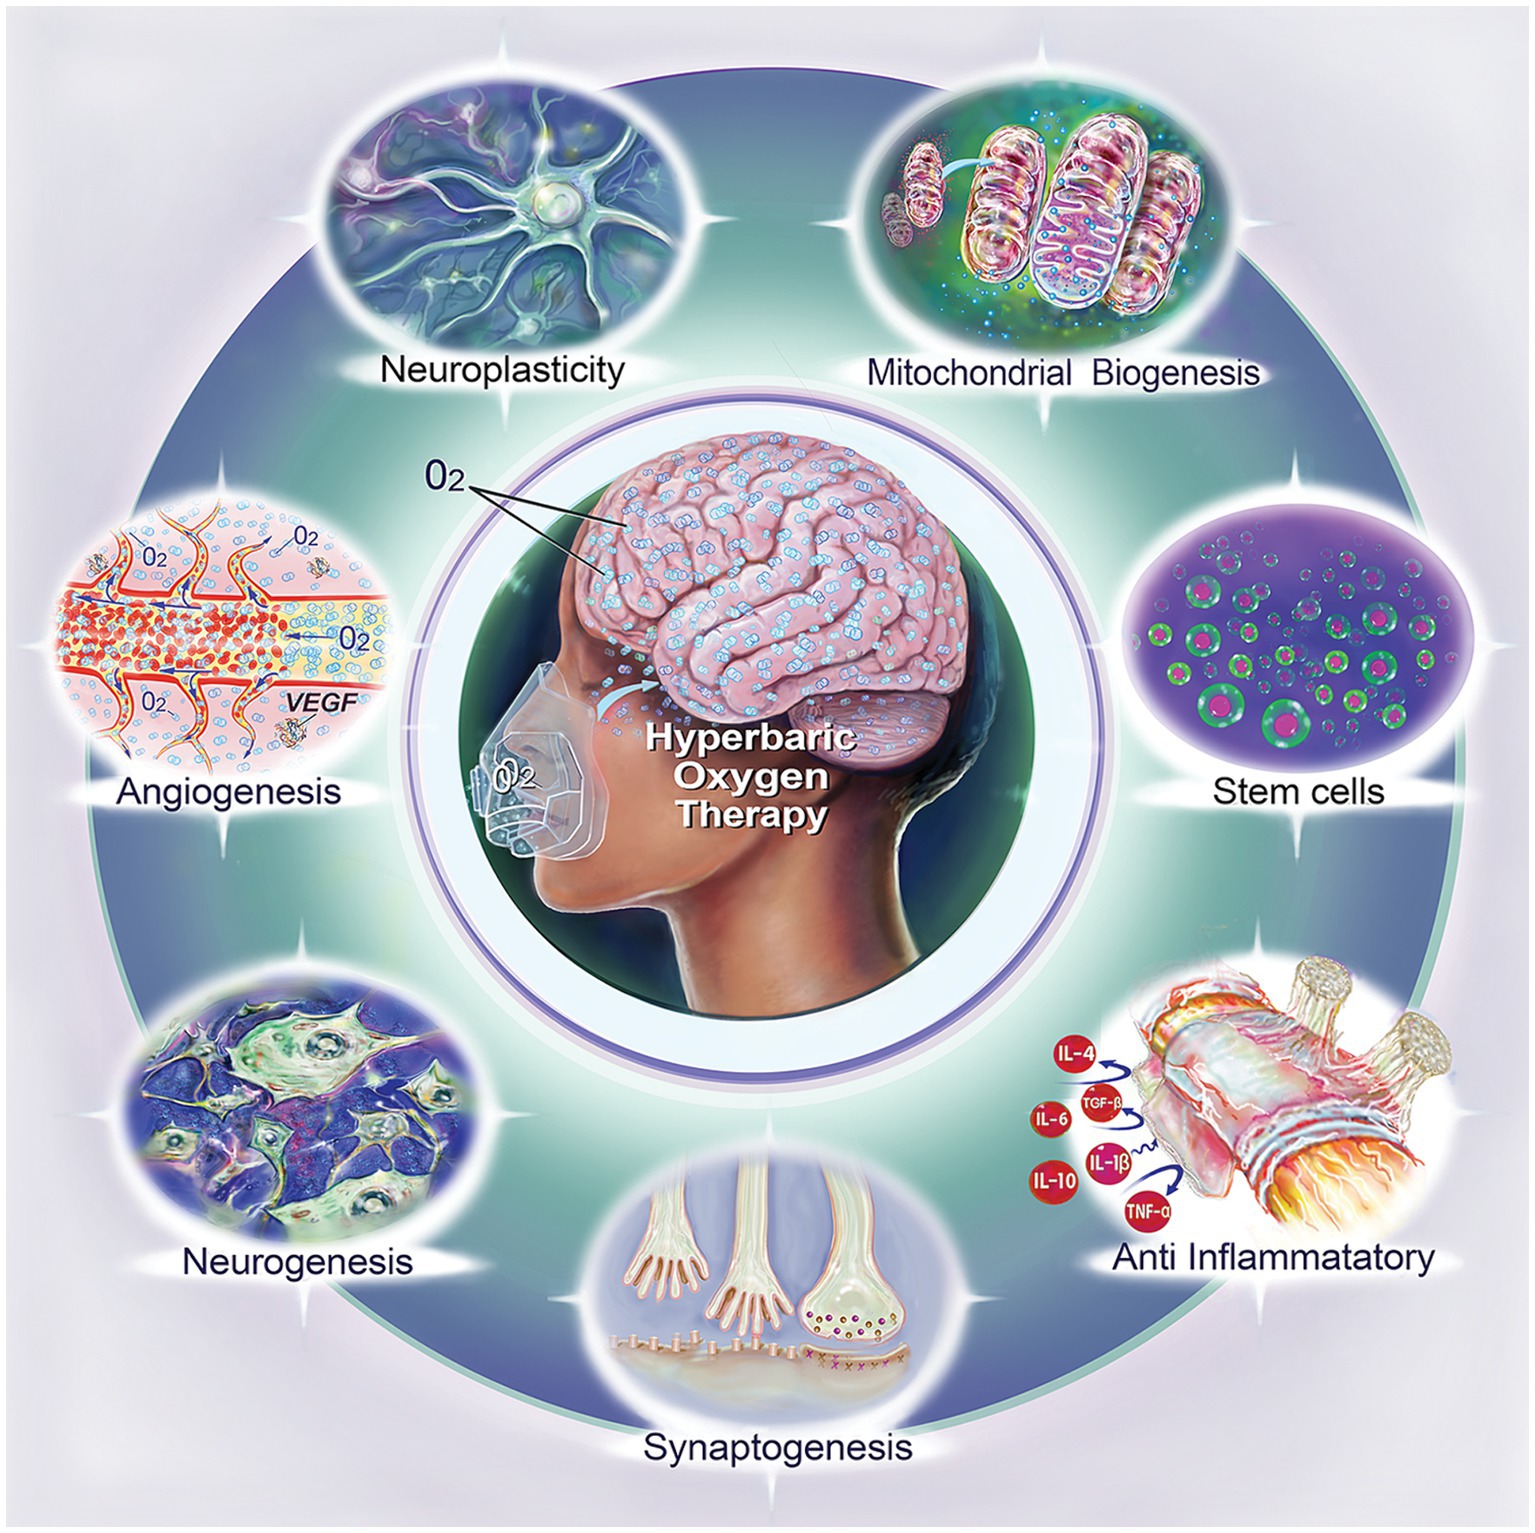 Neuroplasticity
Mitochondrial Biogenesis
O2
O2
O2
O2
O2
VEGF
Angiogenesis
O2
Hyperbaric
Oxygen
Therapy
Stem cells
Neurogenesis
IL-4
TGF-β
IL-6
IL-1β
IL-10
TNF-α
Anti Inflammatatory
Synaptogenesis